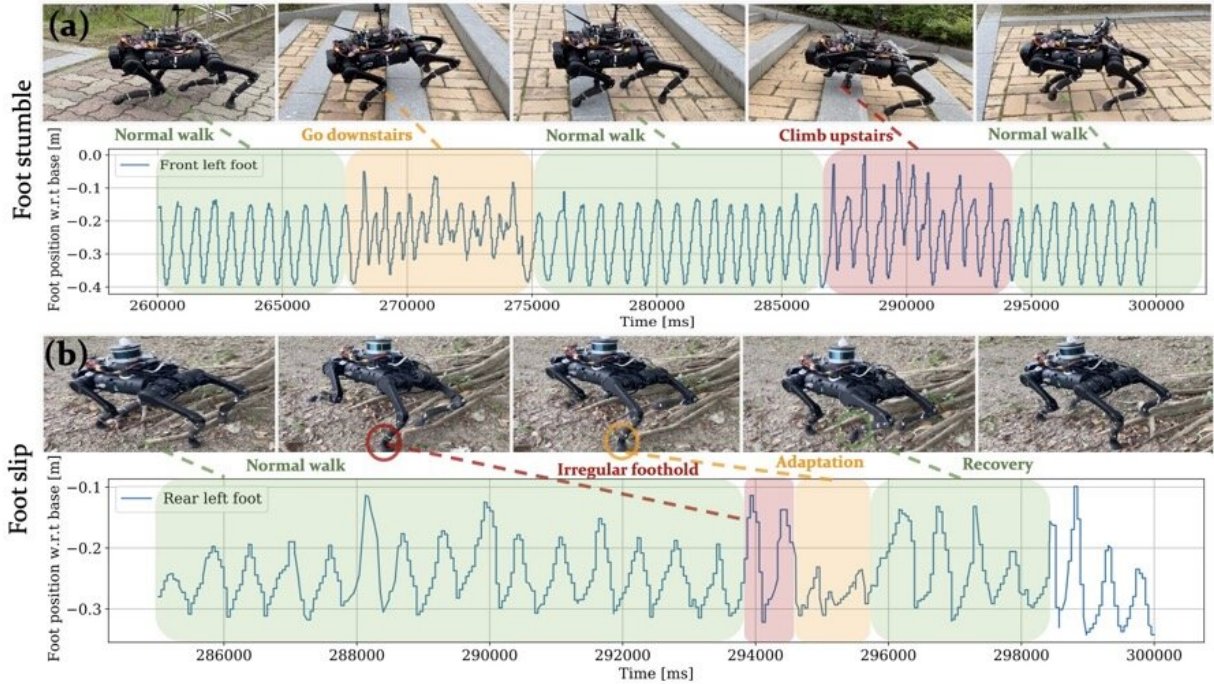 (a)
Foot stumble
Normal walk
Go downstairs
Normal walk
Climb upstairs
Normal walk
Foot position w.r.t base [m]
Front left foot
0.0
−0.1
−0.2
−0.3
−0.4
260000 265000 270000 275000 280000 285000 290000 295000 300000
Time [ms]
(b)
Foot slip
Normal walk
Irregular foothold
Adaptation
Recovery
Foot position w.r.t base [m]
Rear left foot
−0.1
−0.2
−0.3
286000 288000 290000 292000 294000 296000 298000 300000
Time [ms]